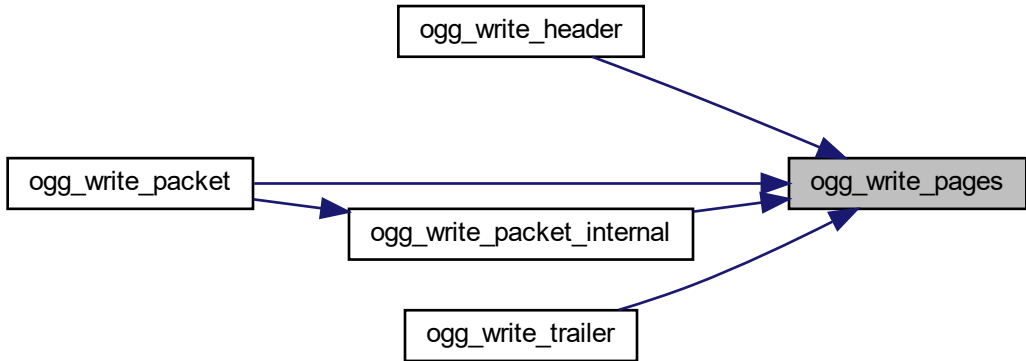 ogg_write_header
ogg_write_packet
ogg_write_pages
ogg_write_packet_internal
ogg_write_trailer